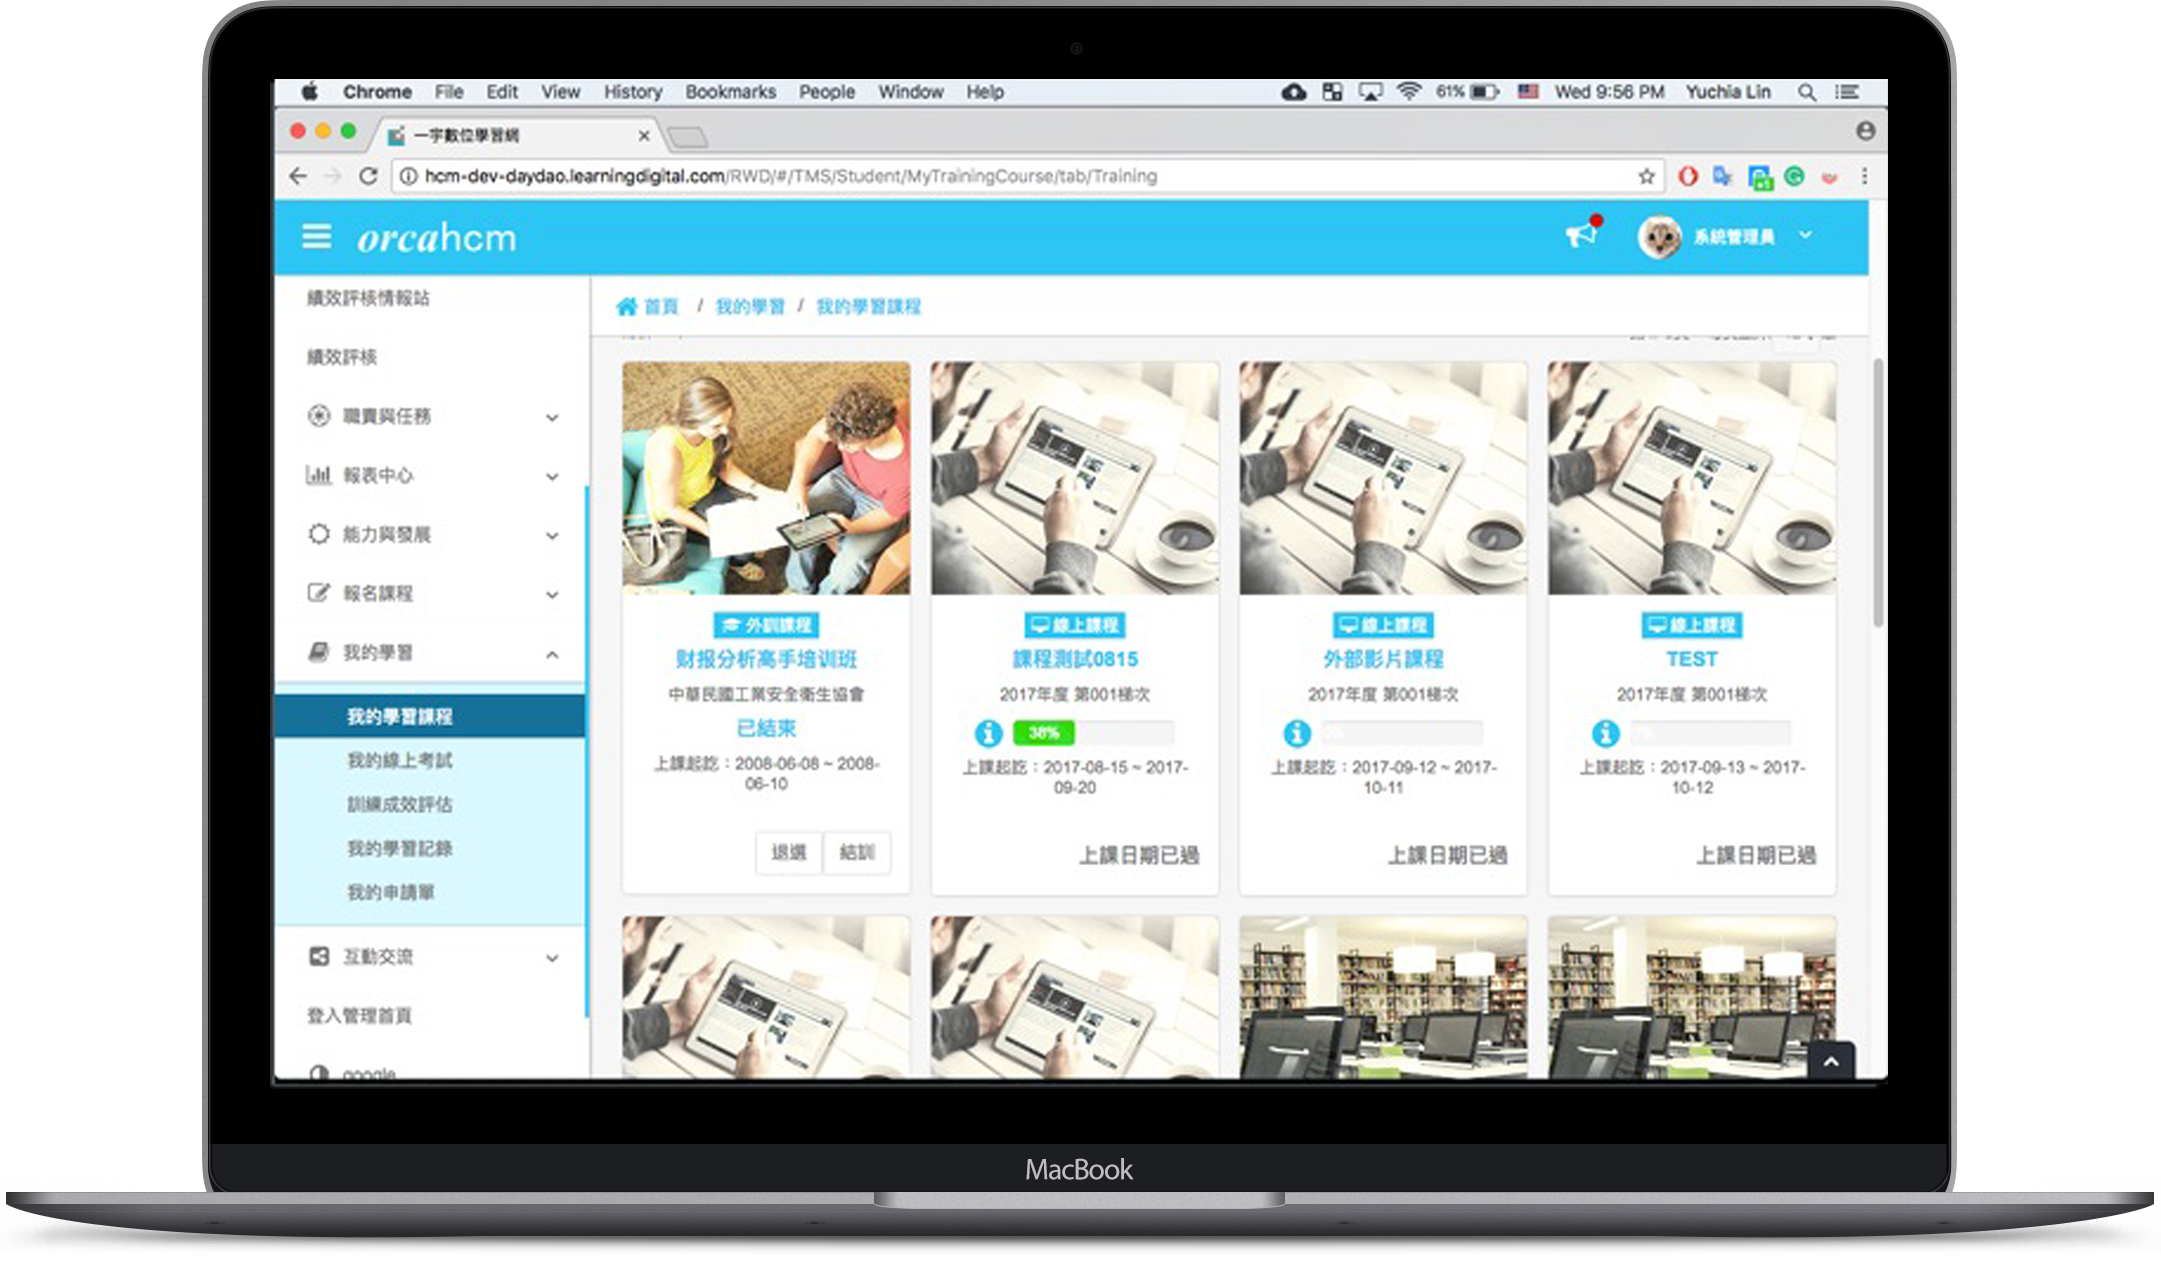 Chrome File Edit View History Bookmarks People Window Help 61% Wed 9:56 PM Yuchia Lin
一宇數位學習網
hcm-dev-daydao.learningdigital.com/RWD/#/TMS/Student/MyTrainingCourse/tab/Training
orcahcm
系統管理員
績效評核情報站
績效評核
職責與任務
報表中心
能力與發展
報名課程
我的學習
我的學習課程
我的線上考試
訓練成效評估
我的學習記錄
我的申請單
互動交流
登入管理首頁
google
首頁 / 我的學習 / 我的學習課程
外訓課程
财报分析高手培训班
中華民國工業安全衛生協會
已結束
上課起訖：2008-06-08 ~ 2008-
06-10
退選 結訓
線上課程
課程測試0815
2017年度 第001梯次
38%
上課起訖：2017-08-15 ~ 2017-
09-20
上課日期已過
線上課程
外部影片課程
2017年度 第001梯次
上課起訖：2017-09-12 ~ 2017-
10-11
上課日期已過
線上課程
TEST
2017年度 第001梯次
上課起訖：2017-09-13 ~ 2017-
10-12
上課日期已過
MacBook